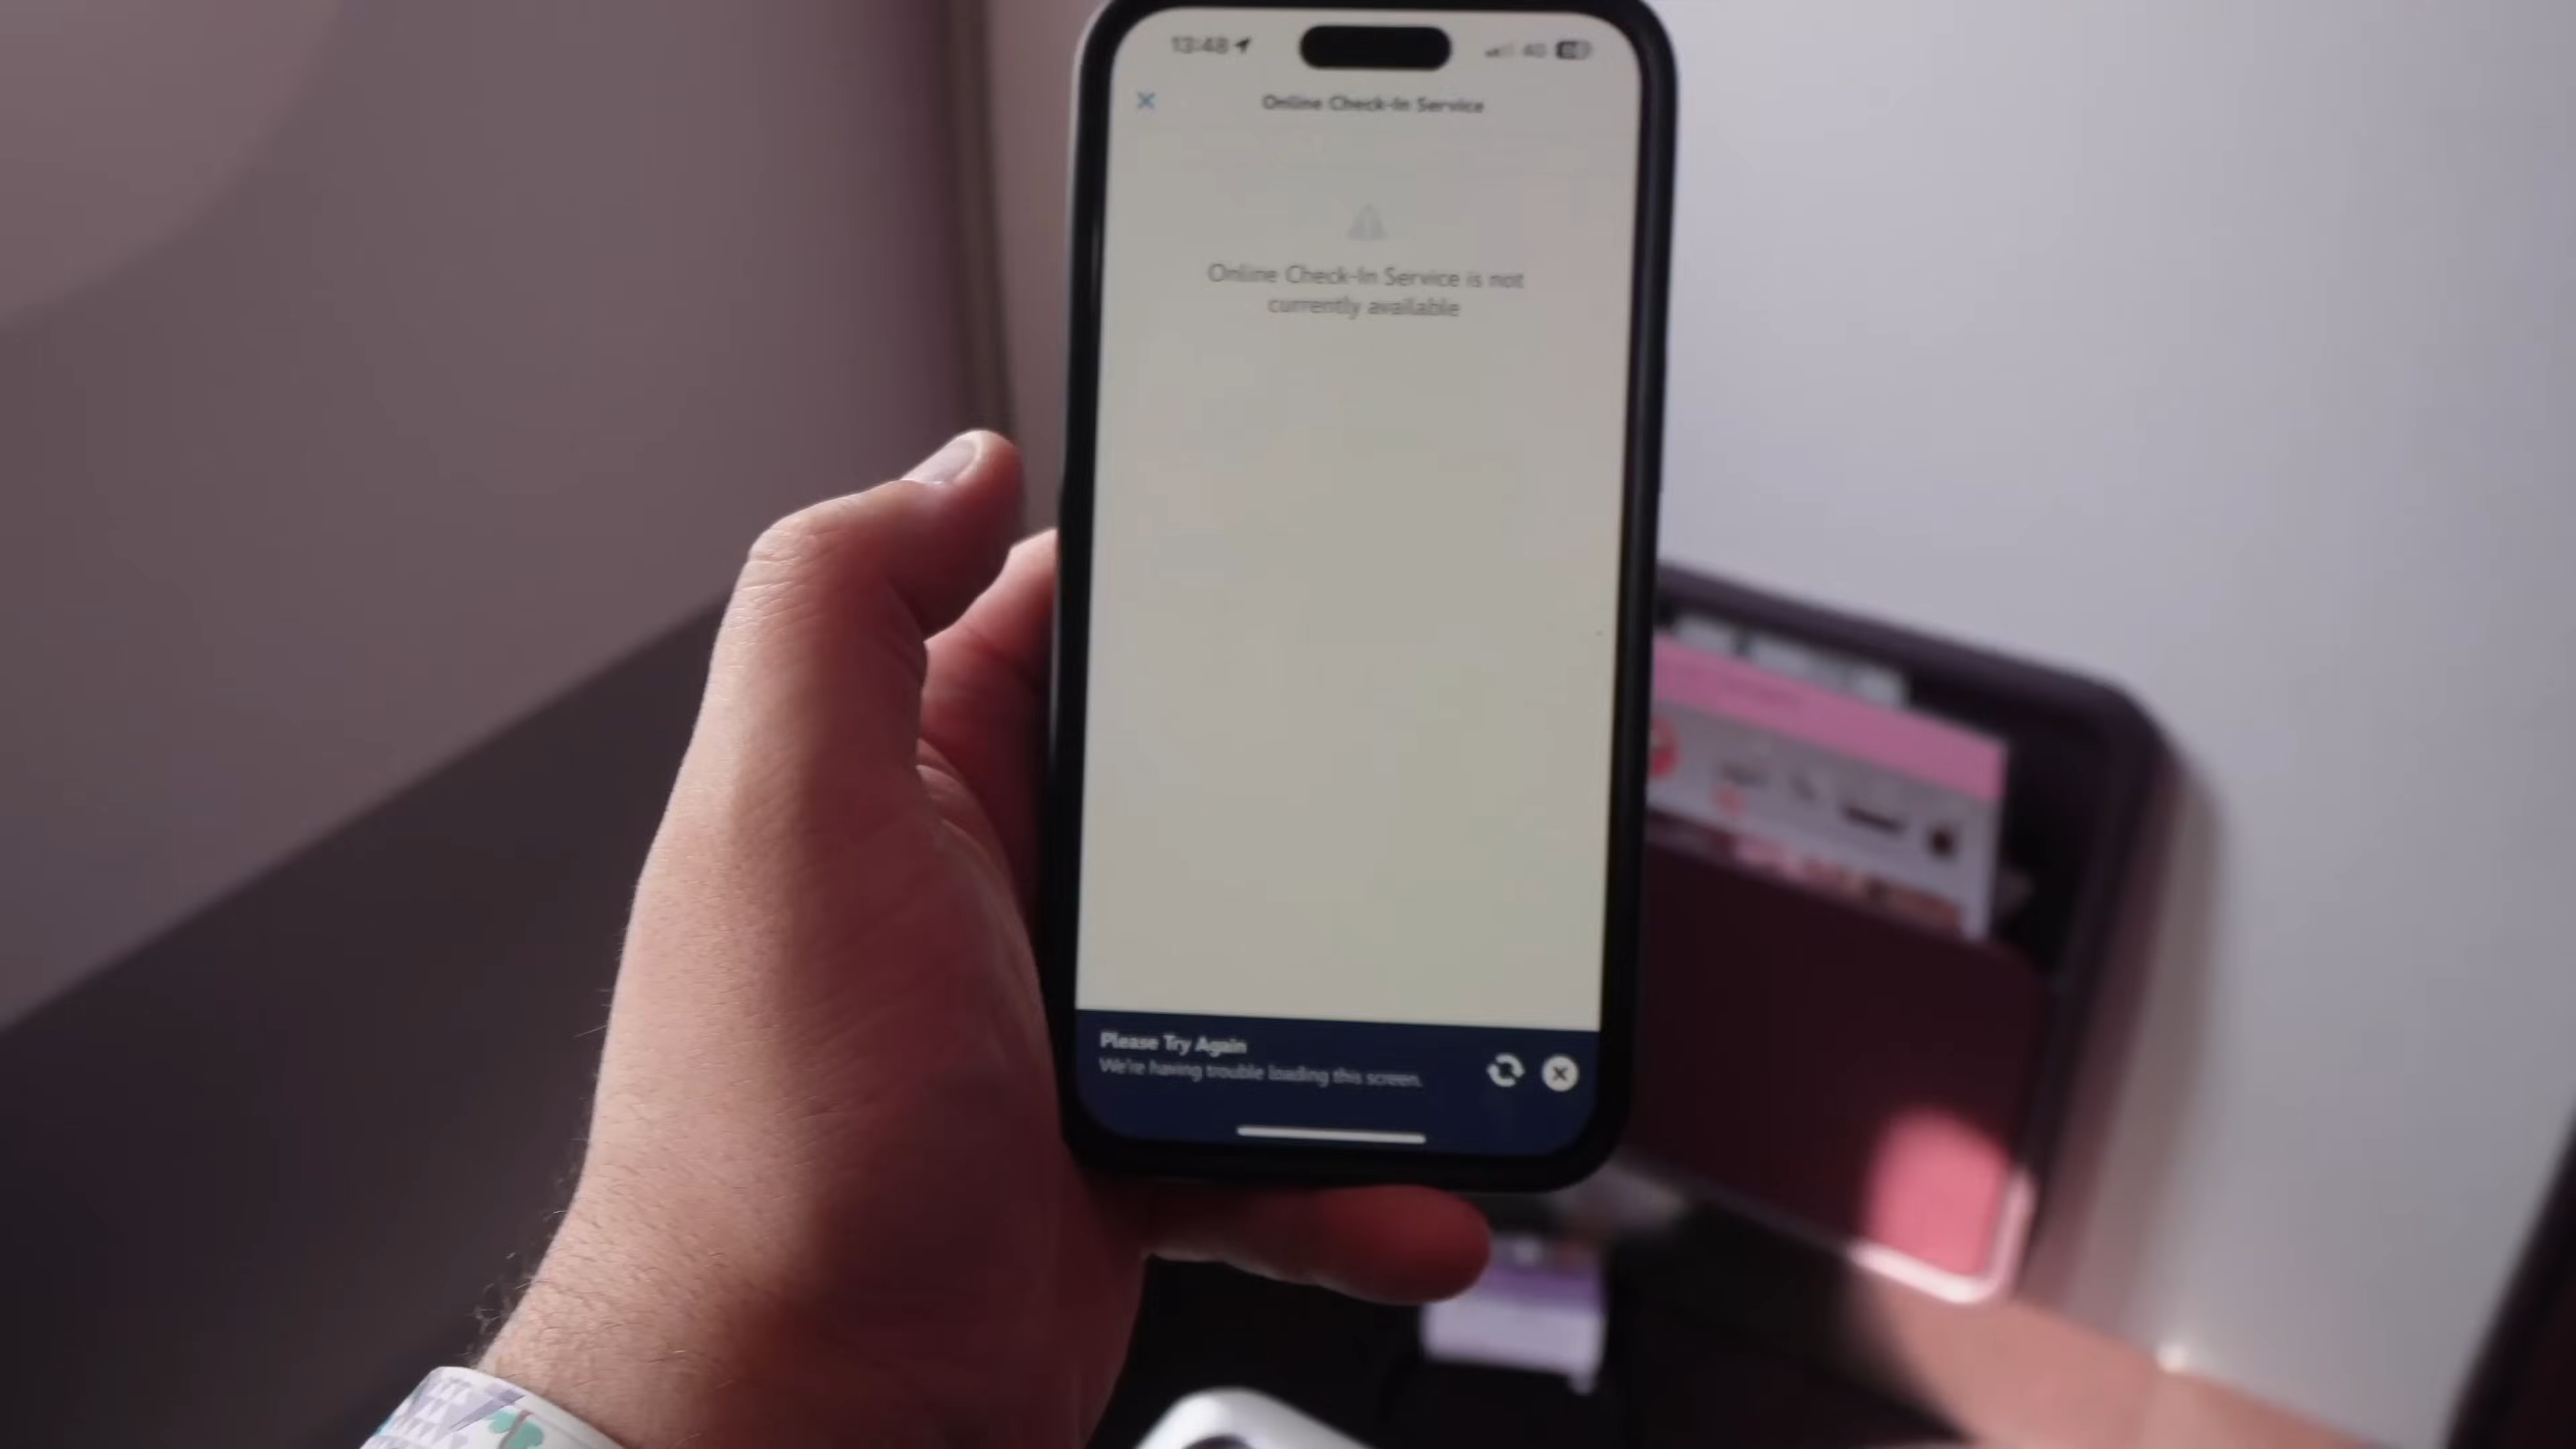 13:48
4G
Online Check-In Service
Online Check-In Service is not
currently available
Please Try Again
We're having trouble loading this screen.